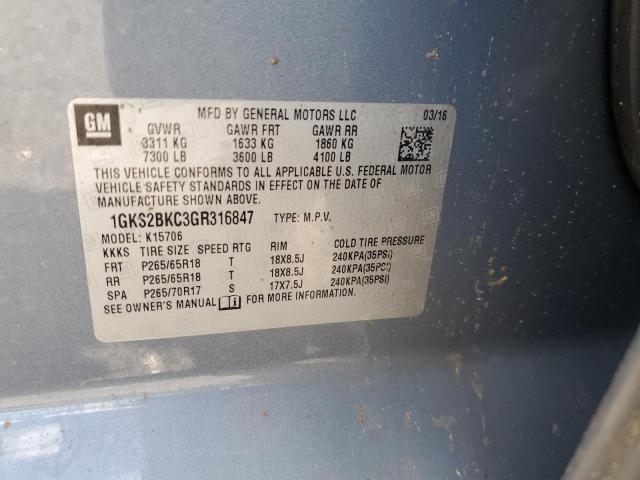 GM
MFD BY GENERAL MOTORS LLC 03/16
GVWR GAWR FRT GAWR RR
3311 KG 1633 KG 1860 KG
7300 LB 3600 LB 4100 LB
THIS VEHICLE CONFORMS TO ALL APPLICABLE U.S. FEDERAL MOTOR
VEHICLE SAFETY STANDARDS IN EFFECT ON THE DATE OF
MANUFACTURE SHOWN ABOVE.
1GKS2BKC3GR316847 TYPE: M.P.V.
MODEL: K15706
KKKS TIRE SIZE SPEED RTG RIM COLD TIRE PRESSURE
FRT P265/65R18 T 18X8.5J 240KPA(35PSI)
RR P265/65R18 T 18X8.5J 240KPA(35PSI)
SPA P265/70R17 S 17X7.5J 240KPA(35PSI)
SEE OWNER'S MANUAL i FOR MORE INFORMATION.